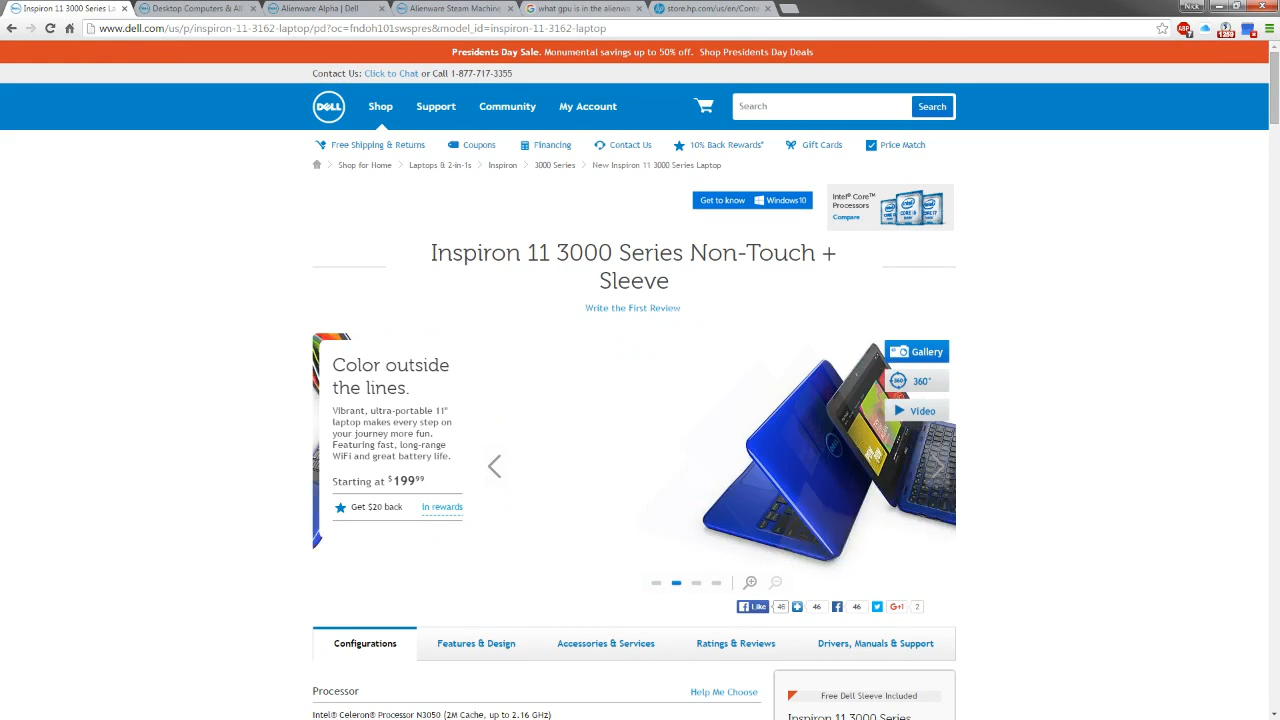 Inspiron 11 3000 Series La
Desktop Computers & All
Alienware Alpha | Dell
Alienware Steam Machine
what gpu is in the alienwa
store.hp.com/us/en/Conte
Nick
www.dell.com/us/p/inspiron-11-3162-laptop/pd?oc=fndoh101swspres&model_id=inspiron-11-3162-laptop
Presidents Day Sale. Monumental savings up to 50% off. Shop Presidents Day Deals
Contact Us: Click to Chat or Call 1-877-717-3355
DELL
Shop
Support
Community
My Account
Search
Search
Free Shipping & Returns
Coupons
Financing
Contact Us
10% Back Rewards*
Gift Cards
Price Match
Shop for Home
Laptops & 2-in-1s
Inspiron
3000 Series
New Inspiron 11 3000 Series Laptop
Get to know Windows10
Intel® Core™
Processors
Compare
Inspiron 11 3000 Series Non-Touch +
Sleeve
Write the First Review
Color outside
the lines.
Vibrant, ultra-portable 11"
laptop makes every step on
your journey more fun.
Featuring fast, long-range
WiFi and great battery life.
Starting at $199.99
Get $20 back In rewards
Gallery
360°
Video
Like 46 46 46 G+1 2
Configurations
Features & Design
Accessories & Services
Ratings & Reviews
Drivers, Manuals & Support
Processor
Help Me Choose
Intel® Celeron® Processor N3050 (2M Cache, up to 2.16 GHz)
Free Dell Sleeve Included
Inspiron 11 3000 Series